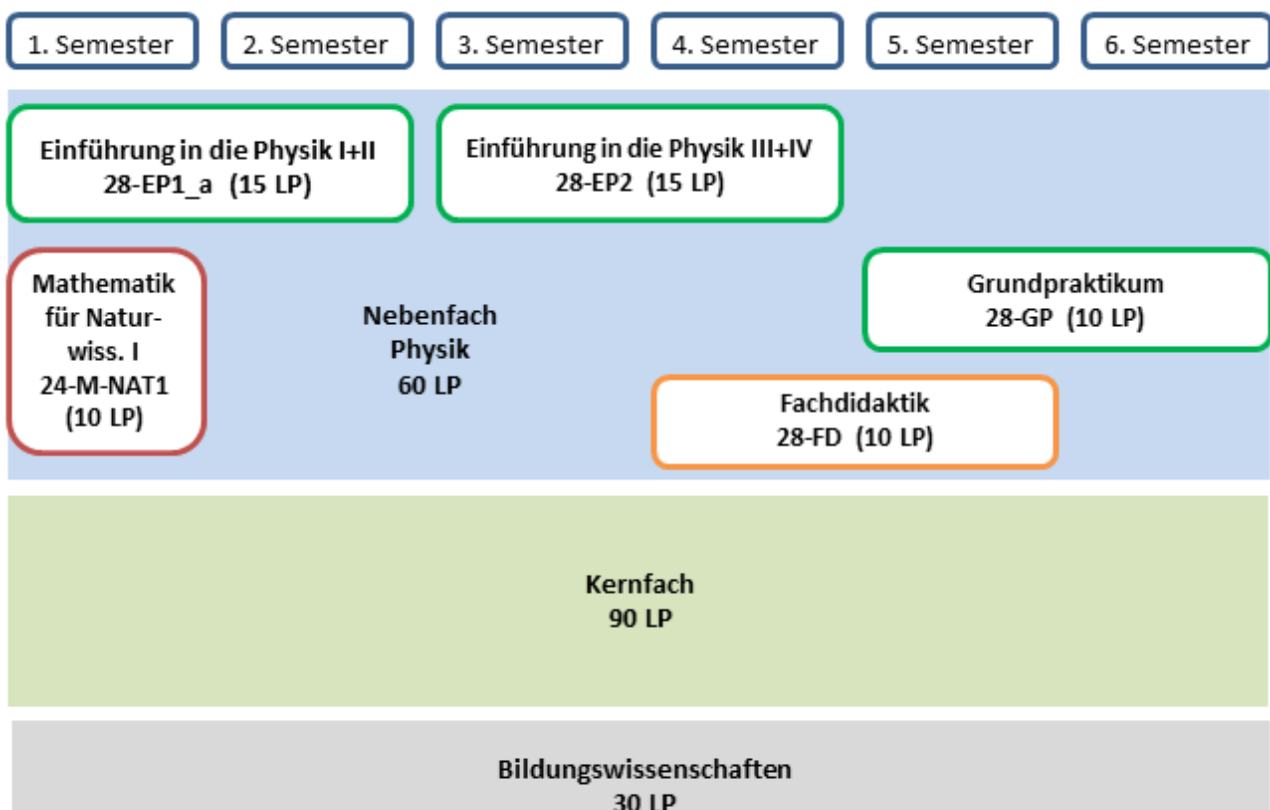 1. Semester
2. Semester
3. Semester
4. Semester
5. Semester
6. Semester
Einführung in die Physik I+II
28-EP1_a (15 LP)
Einführung in die Physik III+IV
28-EP2 (15 LP)
Mathematik
für Natur-
wiss. I
24-M-NAT1
(10 LP)
Nebenfach
Physik
60 LP
Grundpraktikum
28-GP (10 LP)
Fachdidaktik
28-FD (10 LP)
Kernfach
90 LP
Bildungswissenschaften
30 LP